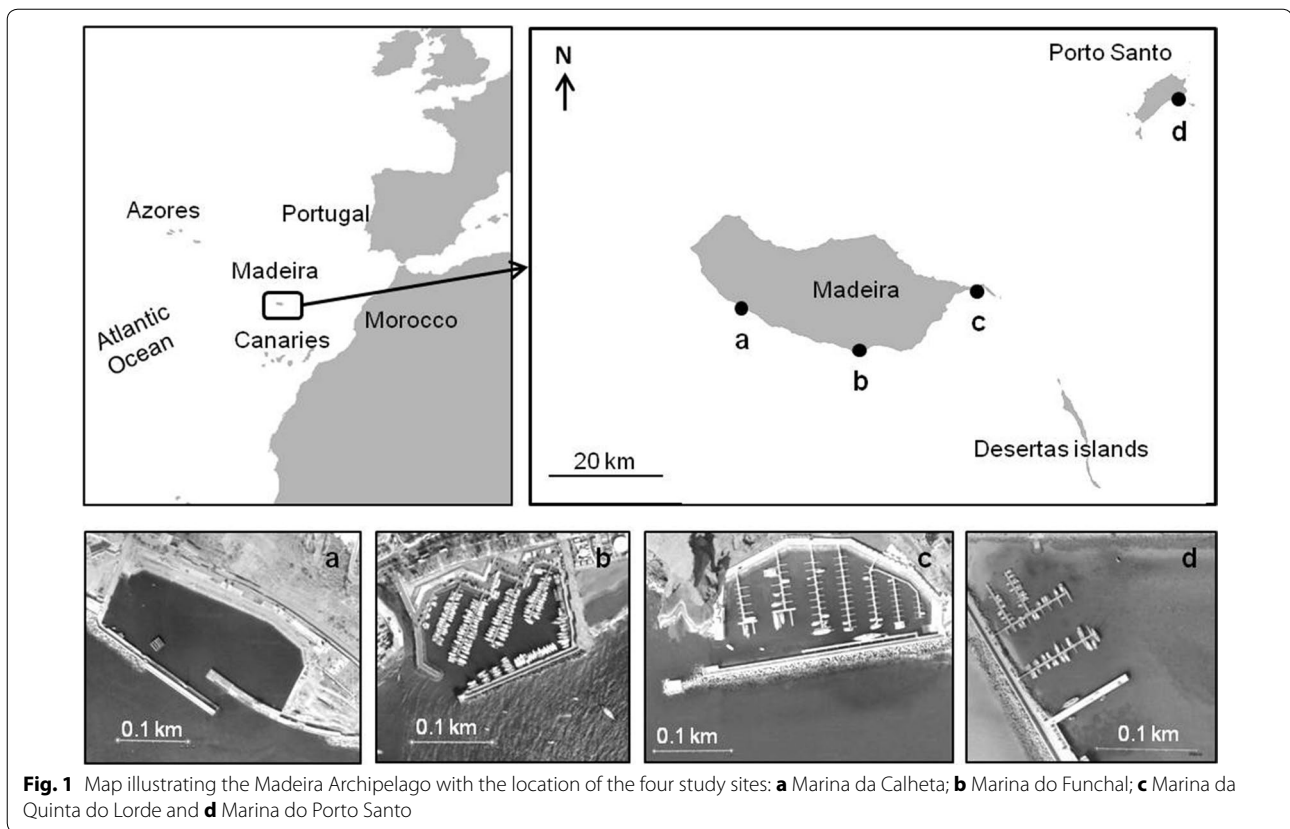 Azores
Portugal
Madeira
Atlantic
Ocean
Canaries
Morocco
N
Porto Santo
d
Madeira
a
c
b
Desertas islands
20 km
a
0.1 km
b
0.1 km
c
0.1 km
d
0.1 km
Fig. 1 Map illustrating the Madeira Archipelago with the location of the four study sites: a Marina da Calheta; b Marina do Funchal; c Marina da
Quinta do Lorde and d Marina do Porto Santo